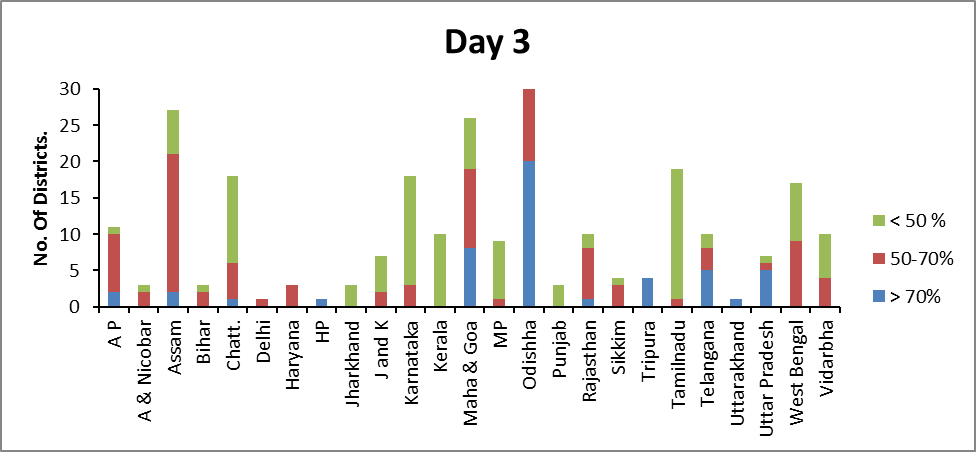 Day 3
No. Of Districts.
30
25
20
15
10
5
0
A P
A & Nicobar
Assam
Bihar
Chatt.
Delhi
Haryana
HP
Jharkhand
J and K
Karnataka
Kerala
Maha & Goa
MP
Odishha
Punjab
Rajasthan
Sikkim
Tripura
Tamilnadu
Telangana
Uttarakhand
Uttar Pradesh
West Bengal
Vidarbha
< 50 %
50-70%
> 70%